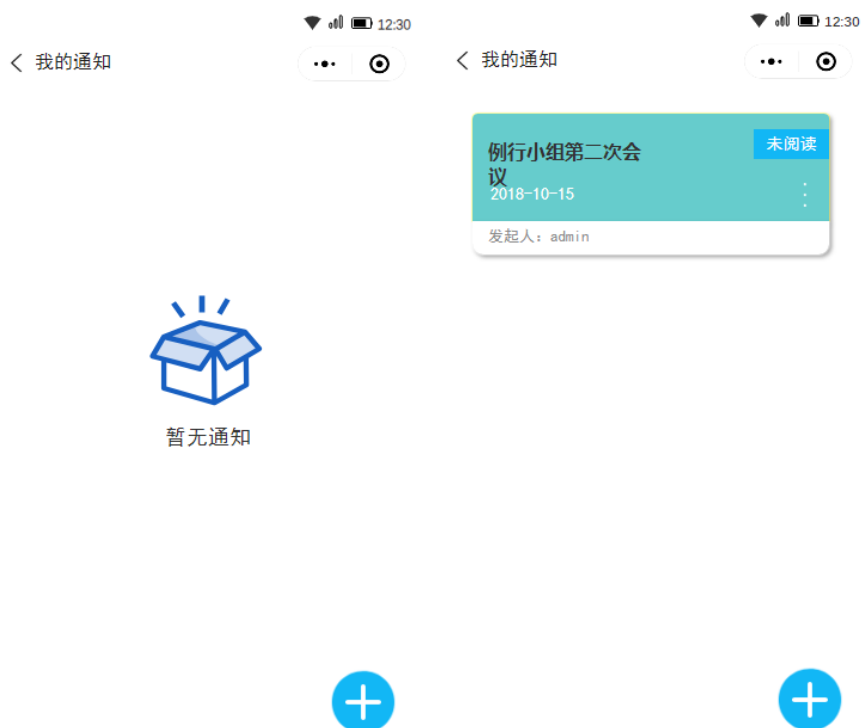 12:30
我的通知
暂无通知
12:30
我的通知
未阅读
例行小组第二次会
议
2018-10-15
发起人：admin